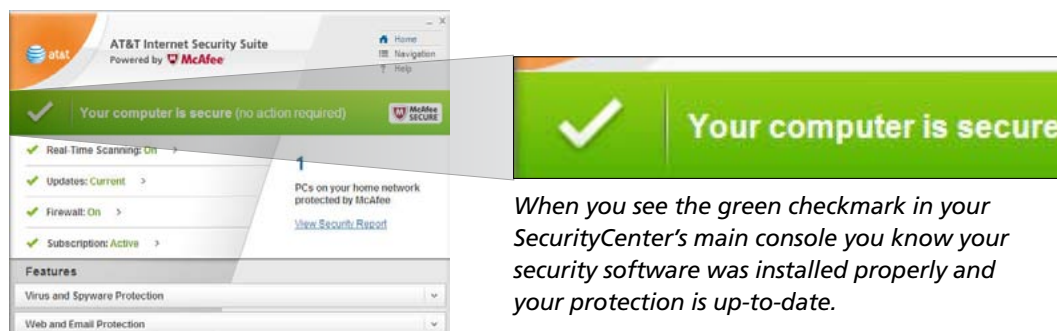 at&t
AT&T Internet Security Suite
Powered by McAfee
Home
Navigation
? Help
Your computer is secure (no action required)
McAfee SECURE
Real-Time Scanning: On >
Updates: Current >
Firewall: On >
Subscription: Active >
1
PCs on your home network
protected by McAfee
View Security Report
Features
Virus and Spyware Protection
Web and Email Protection
Your computer is secure
When you see the green checkmark in your
SecurityCenter’s main console you know your
security software was installed properly and
your protection is up-to-date.